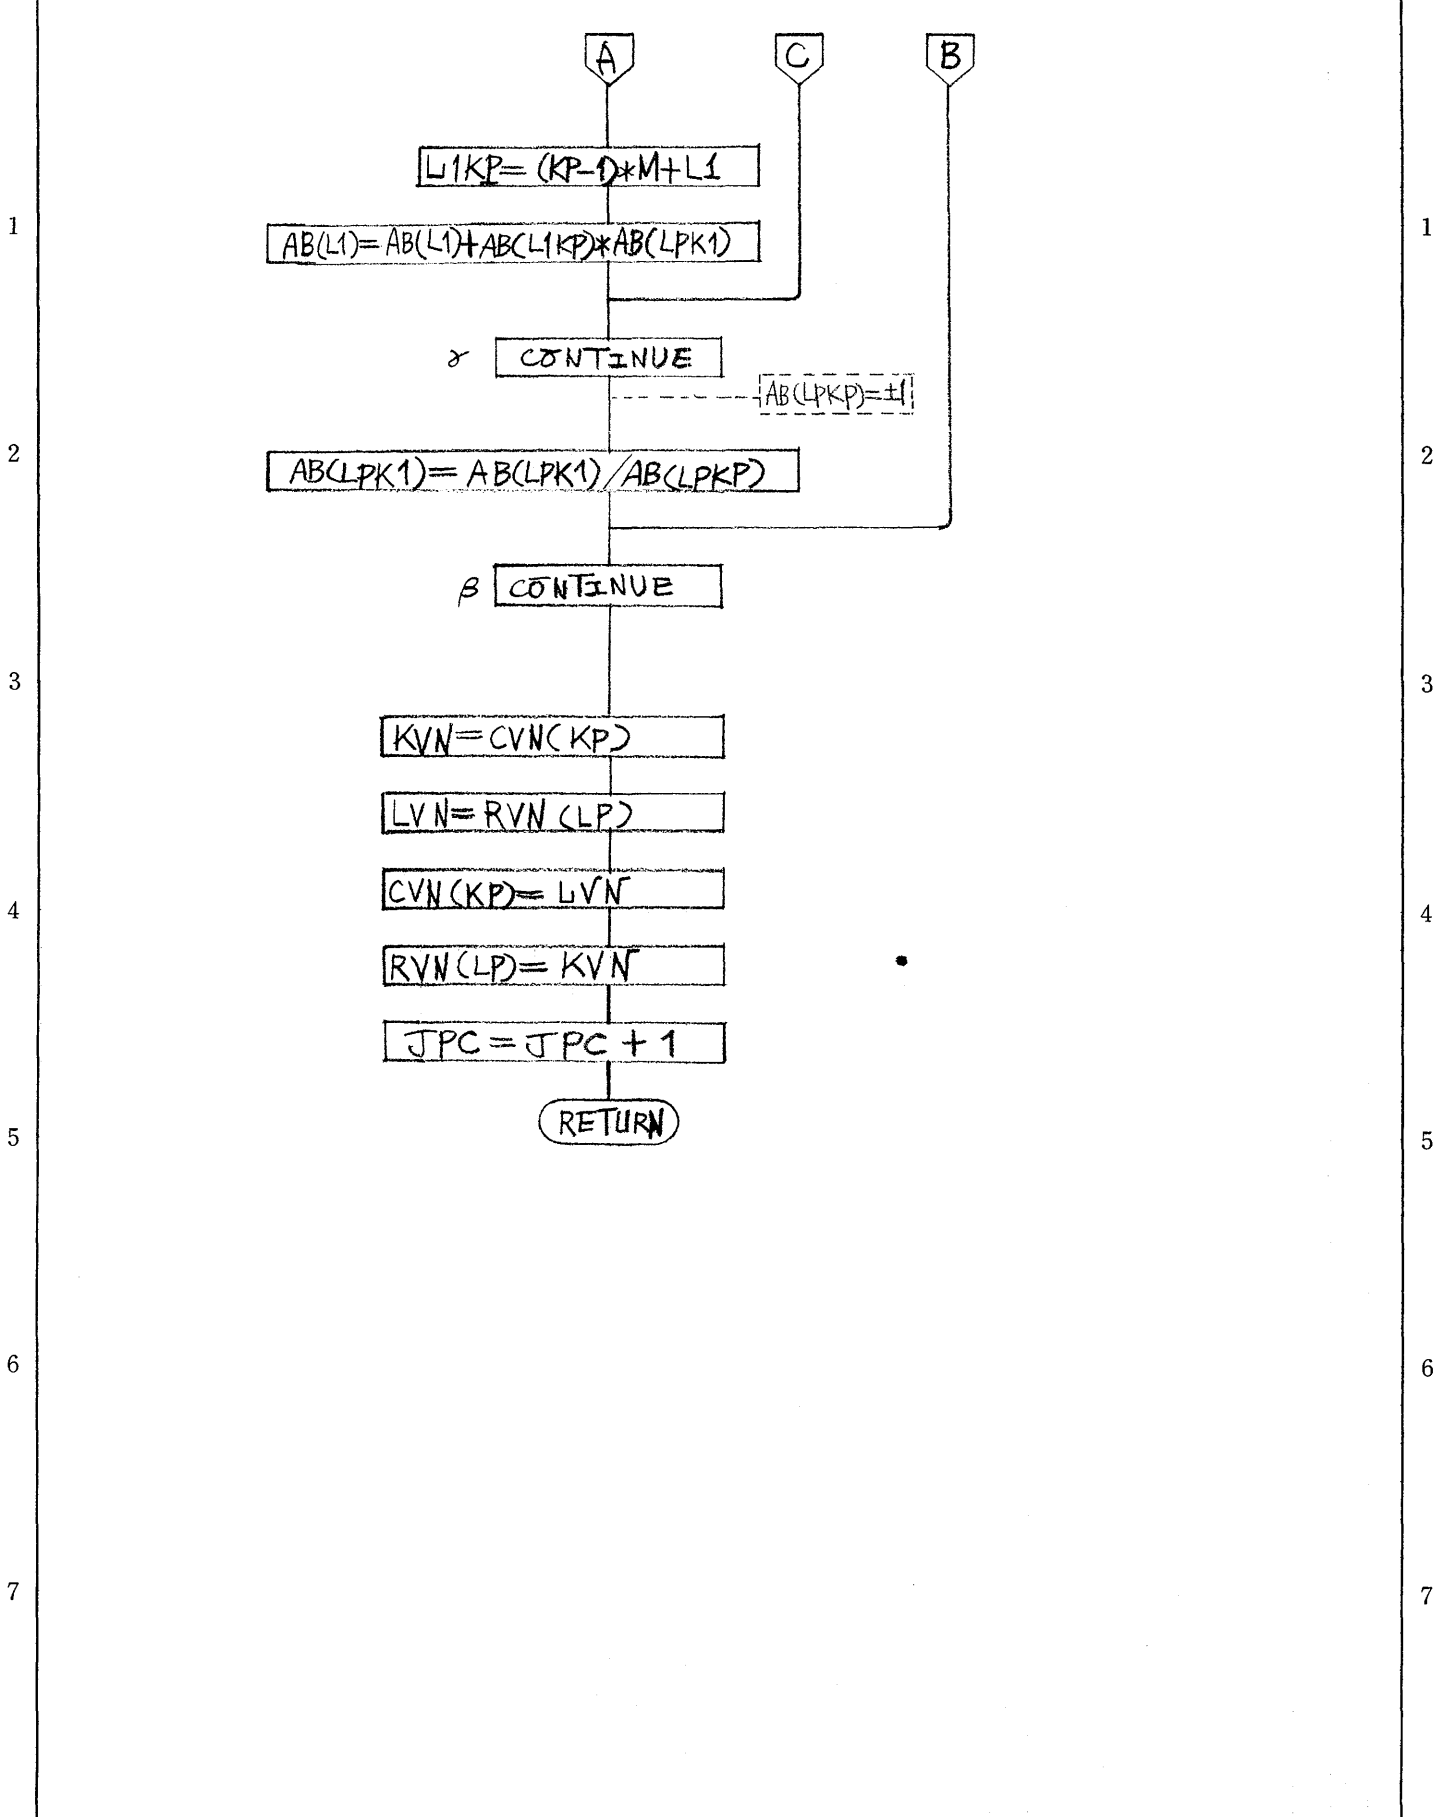 A C B
L1KP=(KP-1)*M+L1
1 1
AB(L1)=AB(L1)+AB(L1KP)*AB(LPK1)
γ CONTINUE
AB(LPKP)=±1
2 2
AB(LPK1)=AB(LPK1)/AB(LPKP)
β CONTINUE
3 3
KVN=CVN(KP)
LVN=RVN(LP)
CVN(KP)=LVN
4 4
RVN(LP)=KVN
JPC=JPC+1
RETURN
5 5
6 6
7 7